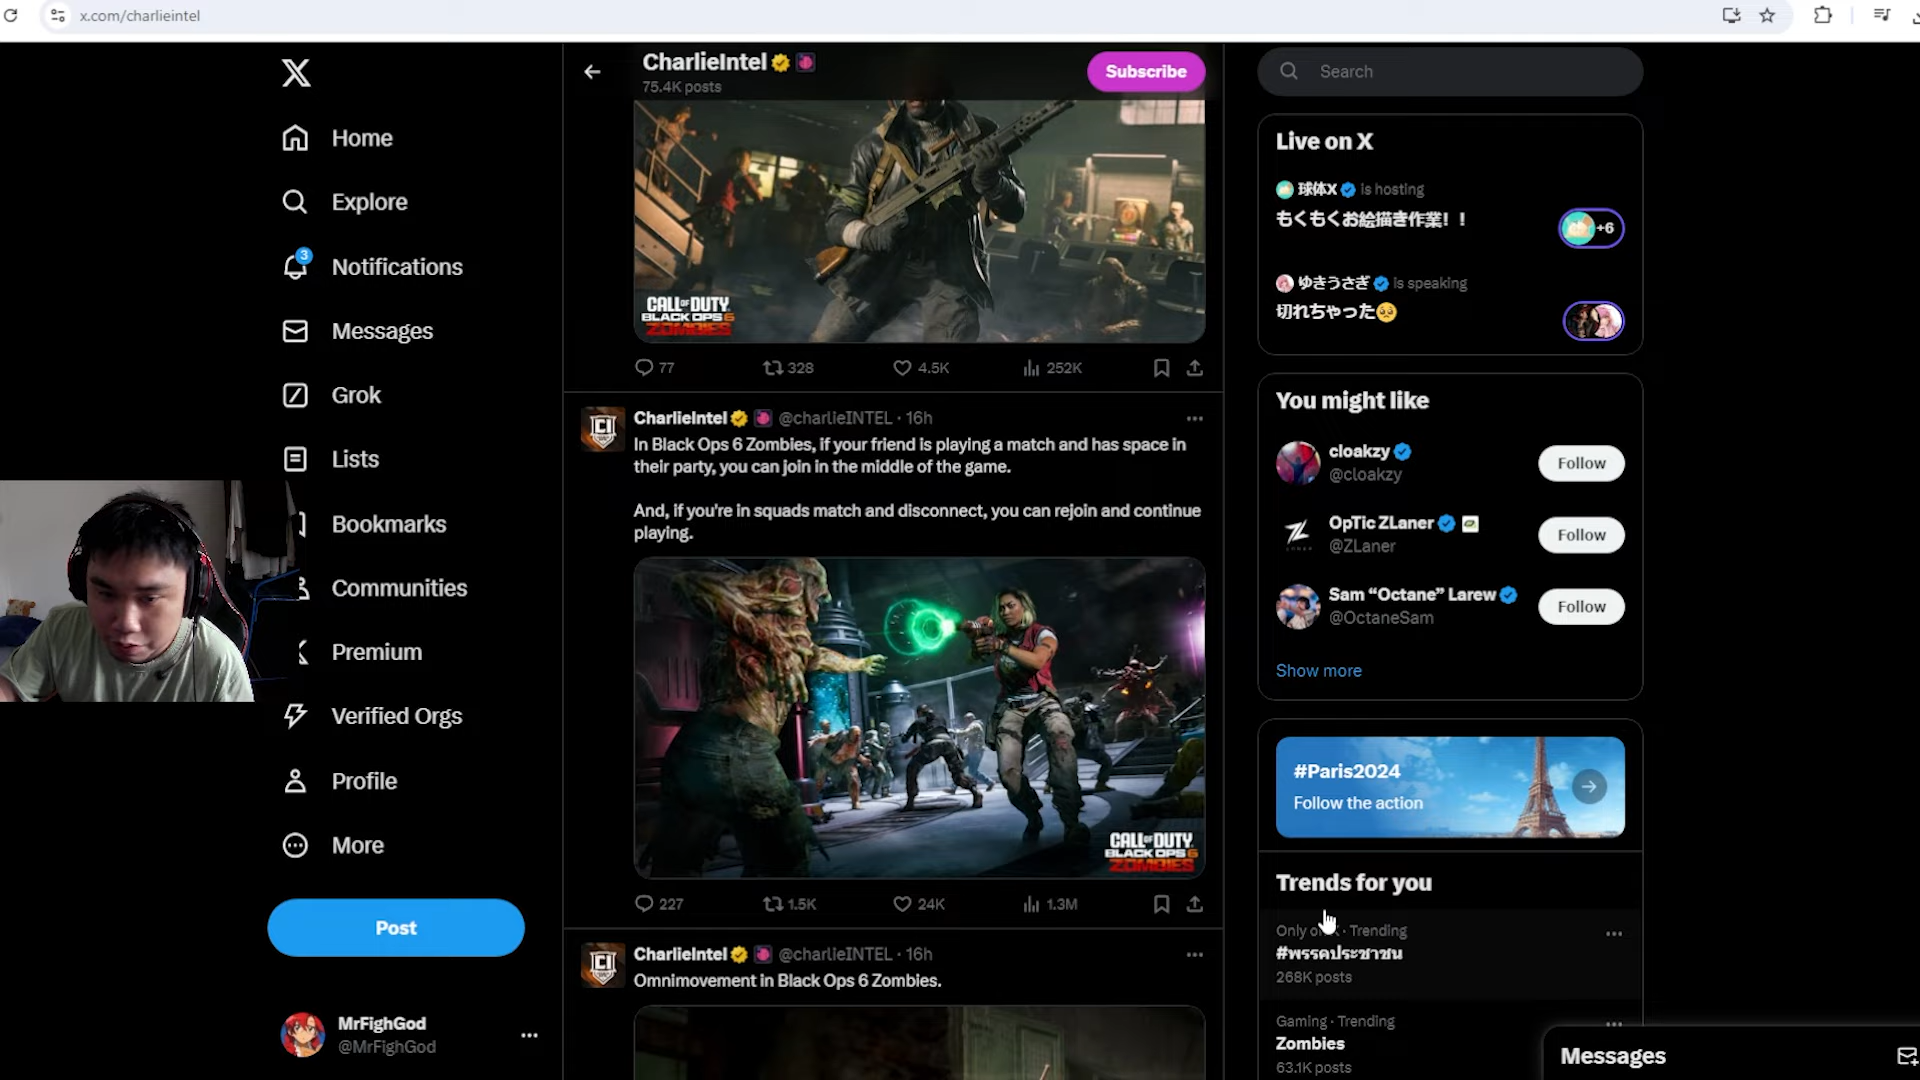 x.com/charlieintel
Home
Explore
3
Notifications
Messages
Grok
Lists
Bookmarks
Communities
Premium
Verified Orgs
Profile
More
Post
MrFighGod
@MrFighGod
CharlieIntel
75.4K posts
Subscribe
CALL OF DUTY
BLACK OPS 6
ZOMBIES
77
328
4.5K
252K
CharlieIntel @charlieINTEL · 16h
In Black Ops 6 Zombies, if your friend is playing a match and has space in
their party, you can join in the middle of the game.
And, if you're in squads match and disconnect, you can rejoin and continue
playing.
CALL OF DUTY
BLACK OPS 6
ZOMBIES
227
1.5K
24K
1.3M
CharlieIntel @charlieINTEL · 16h
Omnimovement in Black Ops 6 Zombies.
Search
Live on X
球体X is hosting
もくもくお絵描き作業！！
+6
ゆきうさぎ is speaking
切れちゃった🥺
You might like
cloakzy
@cloakzy
Follow
OpTic ZLaner
@ZLaner
Follow
Sam “Octane” Larew
@OctaneSam
Follow
Show more
#Paris2024
Follow the action
Trends for you
Only on X · Trending
#พรรคประชาชน
268K posts
Gaming · Trending
Zombies
63.1K posts
Messages